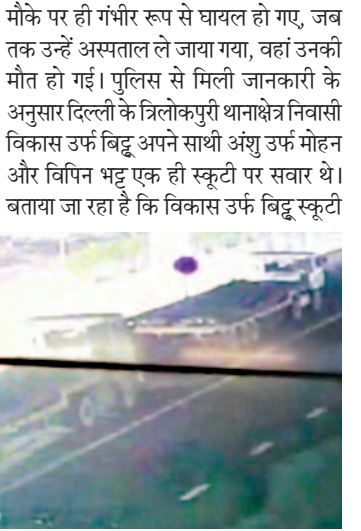 मौके पर ही गंभीर रूप से घायल हो गए, जब
तक उन्हें अस्पताल ले जाया गया, वहां उनकी
मौत हो गई। पुलिस से मिली जानकारी के
अनुसार दिल्ली के त्रिलोकपुरी थानाक्षेत्र निवासी
विकास उर्फ बिट्टू अपने साथी अंशु उर्फ मोहन
और विपिन भट्ट एक ही स्कूटी पर सवार थे।
बताया जा रहा है कि विकास उर्फ बिट्टू स्कूटी